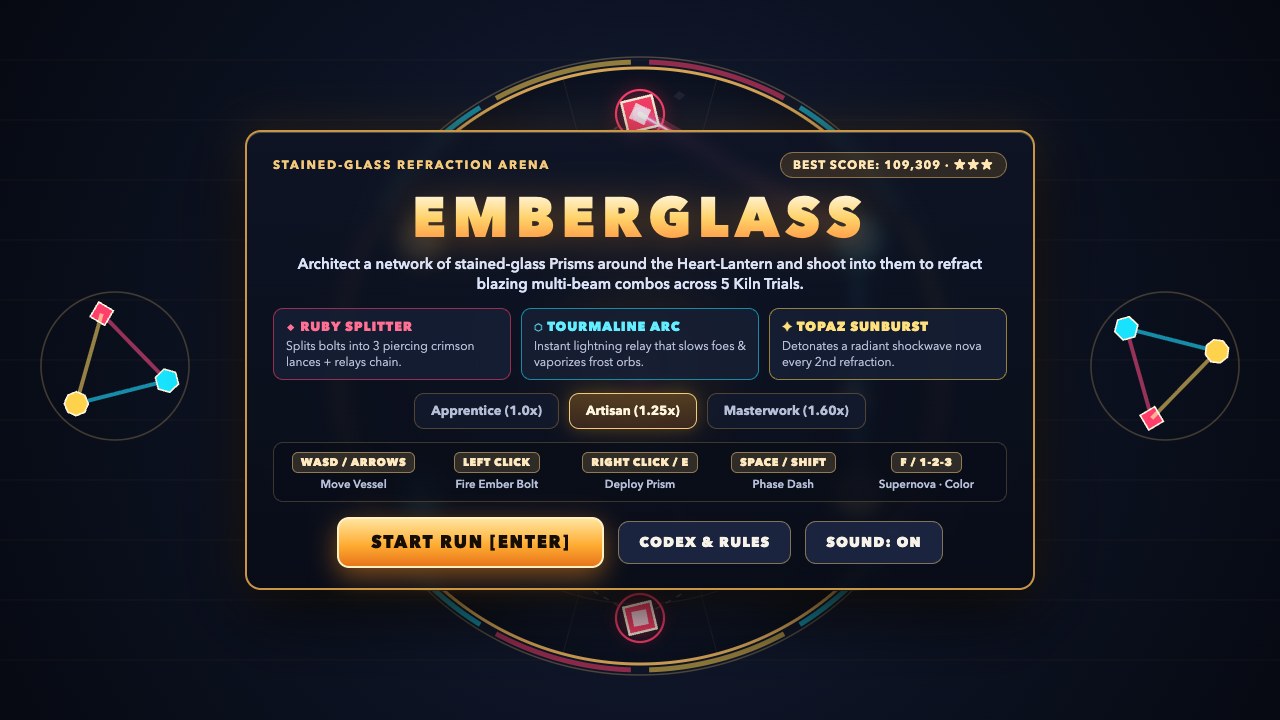 STAINED-GLASS REFRACTION ARENA
BEST SCORE: 109,309 · ★★★
EMBERGLASS
Architect a network of stained-glass Prisms around the Heart-Lantern and shoot into them to refract
blazing multi-beam combos across 5 Kiln Trials.
◆ RUBY SPLITTER
Splits bolts into 3 piercing crimson
lances + relays chain.
⬡ TOURMALINE ARC
Instant lightning relay that slows foes &
vaporizes frost orbs.
✦ TOPAZ SUNBURST
Detonates a radiant shockwave nova
every 2nd refraction.
Apprentice (1.0x)
Artisan (1.25x)
Masterwork (1.60x)
WASD / ARROWS
Move Vessel
LEFT CLICK
Fire Ember Bolt
RIGHT CLICK / E
Deploy Prism
SPACE / SHIFT
Phase Dash
F / 1-2-3
Supernova · Color
START RUN [ENTER]
CODEX & RULES
SOUND: ON